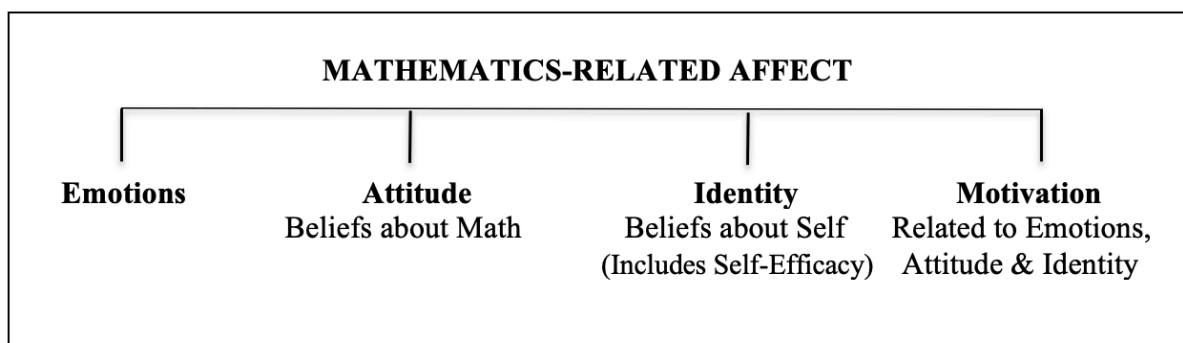 MATHEMATICS-RELATED AFFECT
Emotions
Attitude
Beliefs about Math
Identity
Beliefs about Self
(Includes Self-Efficacy)
Motivation
Related to Emotions,
Attitude & Identity